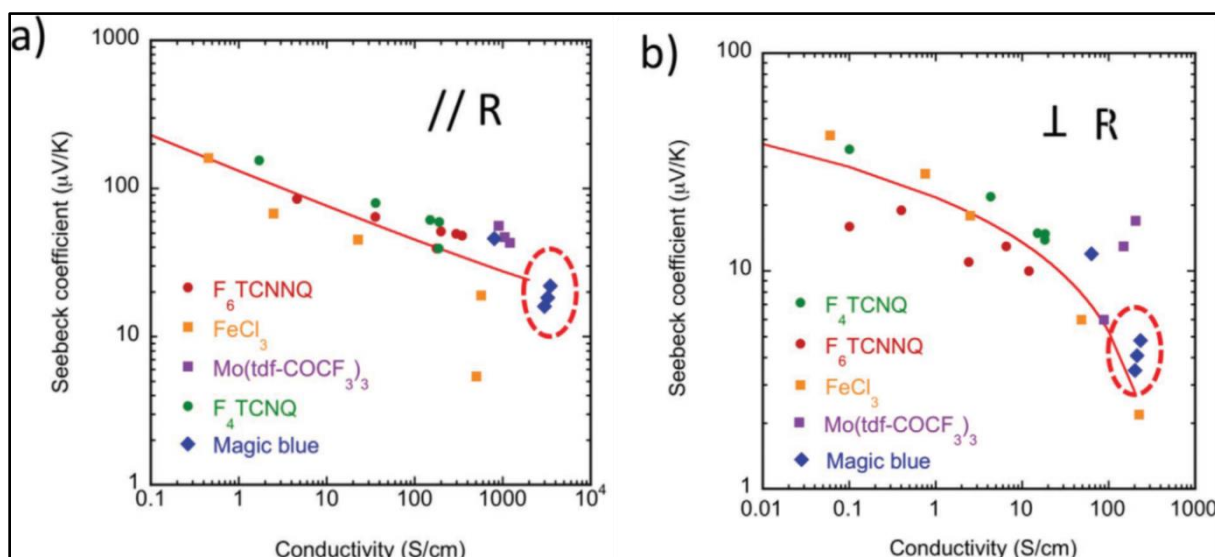 a)
1000
100
10
1
Seebeck coefficient (µV/K)
// R
F6TCNNQ
FeCl3
Mo(tdf-COCF3)3
F4TCNQ
Magic blue
0.1 1 10 100 1000 10⁴
Conductivity (S/cm)
b)
100
10
1
Seebeck coefficient (µV/K)
⊥ R
F4TCNQ
F6TCNNQ
FeCl3
Mo(tdf-COCF3)3
Magic blue
0.01 0.1 1 10 100 1000
Conductivity (S/cm)